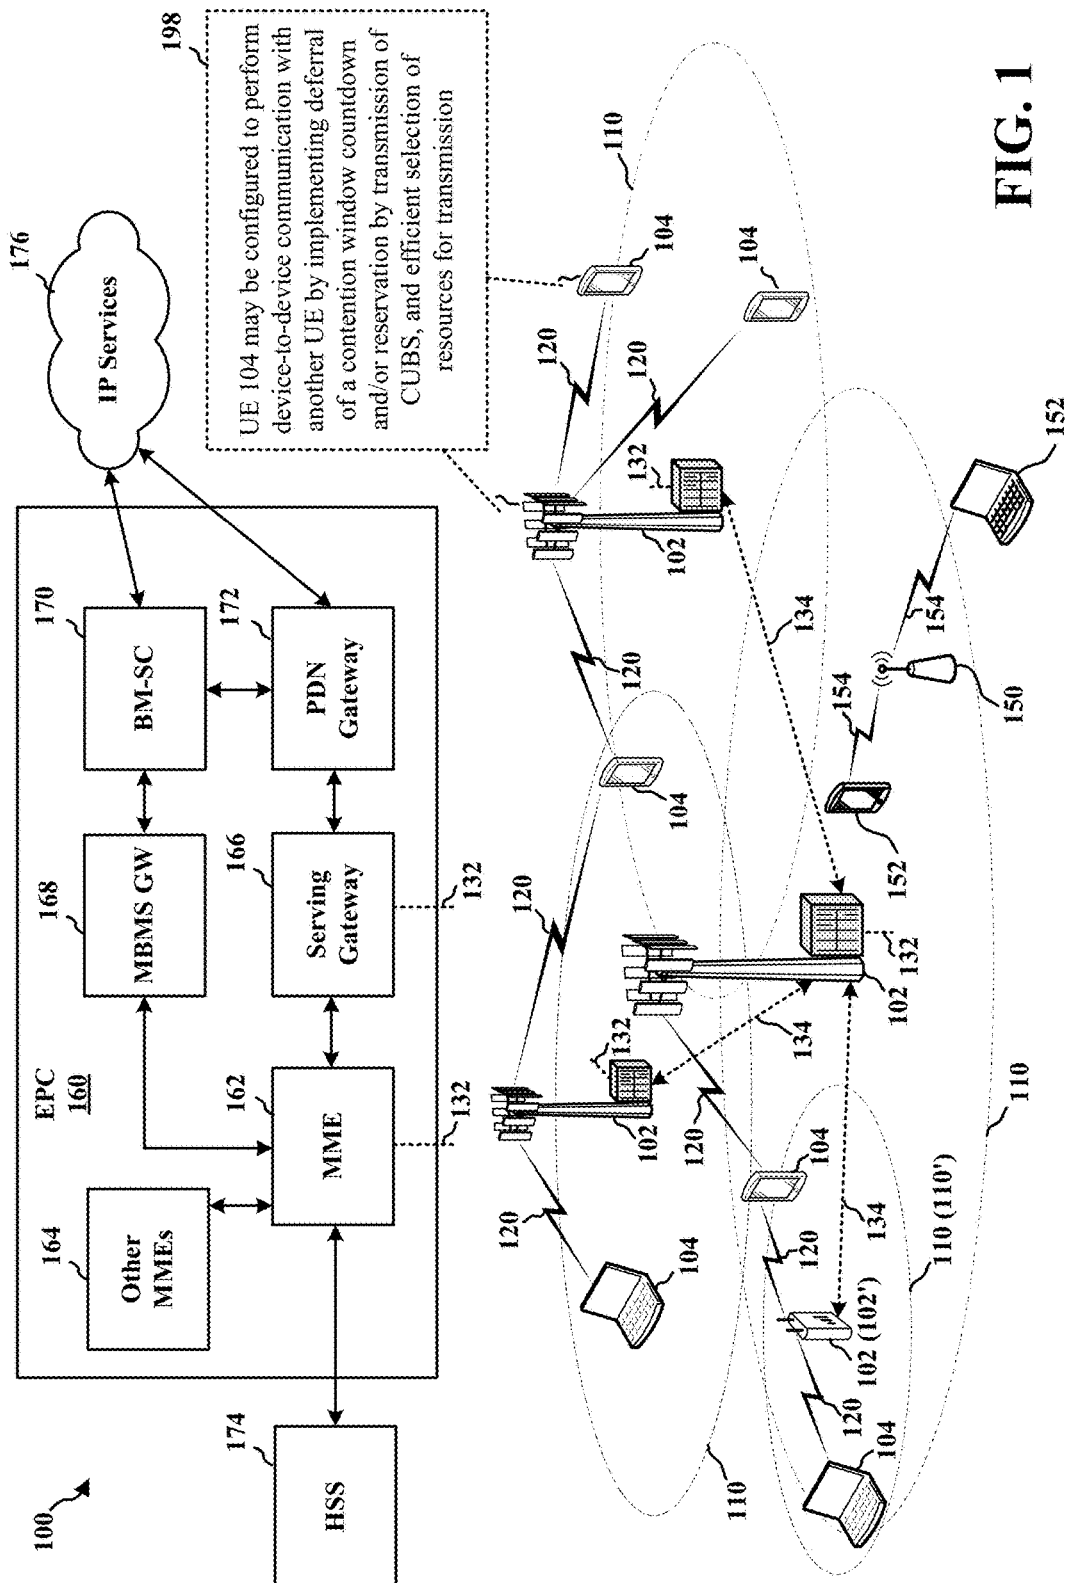 100
174
HSS
EPC
160
164
Other
MMEs
162
MME
132
168
MBMS GW
166
Serving
Gateway
132
170
BM-SC
172
PDN
Gateway
176
IP Services
198
UE 104 may be configured to perform
device-to-device communication with
another UE by implementing deferral
of a contention window countdown
and/or reservation by transmission of
CUBS, and efficient selection of
resources for transmission
120
104
110
120
102
132
134
120
104
120
102
132
110
120
104
120
102 (102')
134
120
104
110 (110')
110
134
102
132
120
104
152
154
150
154
152
132
102
120
104
120
104
110
FIG. 1